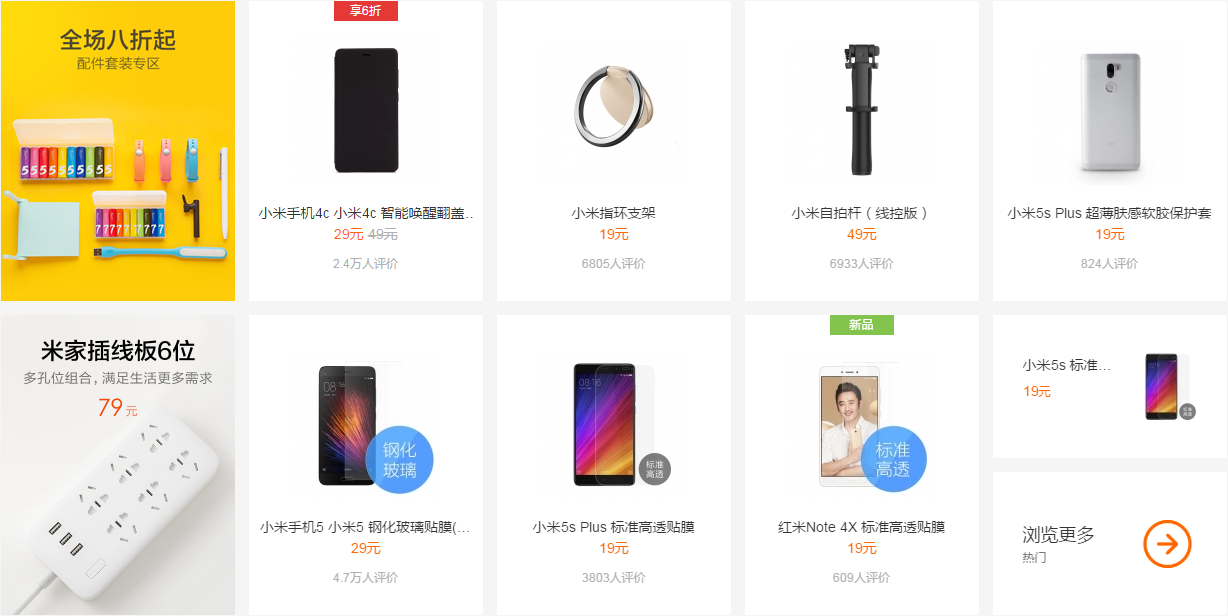 全场八折起
配件套装专区
享6折
小米手机4c 小米4c 智能唤醒翻盖…
29元 49元
2.4万人评价
小米指环支架
19元
6805人评价
小米自拍杆（线控版）
49元
6933人评价
小米5s Plus 超薄肤感软胶保护套
19元
824人评价
米家插线板6位
多孔位组合，满足生活更多需求
79元
钢化
玻璃
小米手机5 小米5 钢化玻璃贴膜(…
29元
4.7万人评价
标准
高透
小米5s Plus 标准高透贴膜
19元
3803人评价
新品
标准
高透
红米Note 4X 标准高透贴膜
19元
609人评价
小米5s 标准…
19元
标准
高透
浏览更多
热门